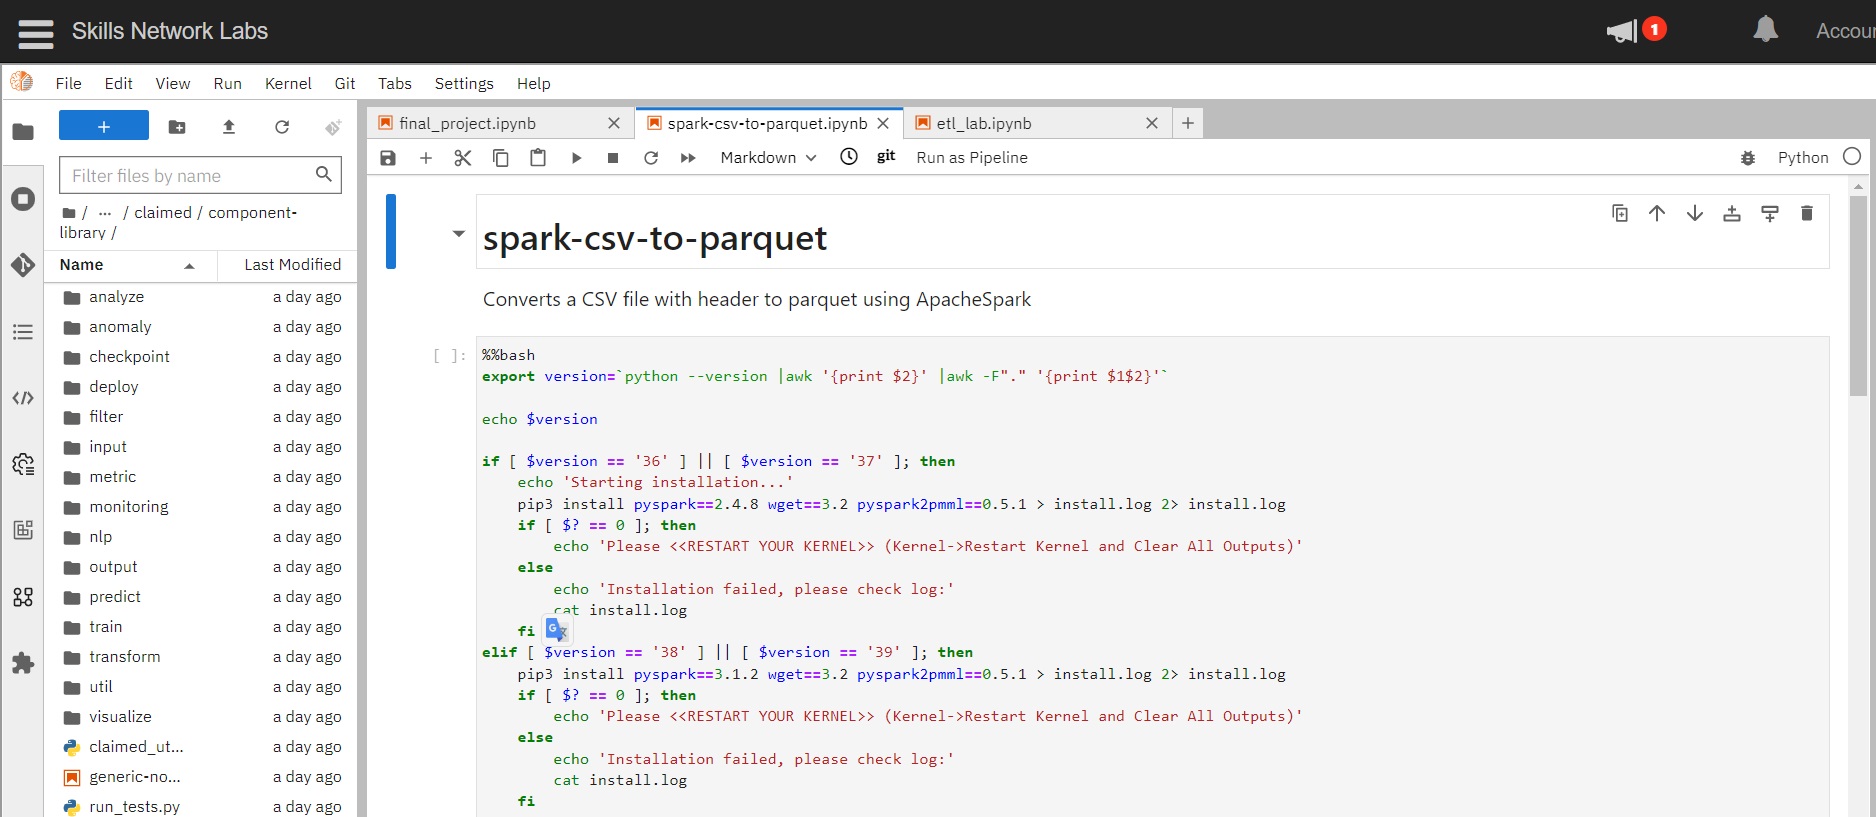 Skills Network Labs
1
Accoun
File Edit View Run Kernel Git Tabs Settings Help
+
Filter files by name
/ ... / claimed / component-
library /
Name Last Modified
analyze a day ago
anomaly a day ago
checkpoint a day ago
deploy a day ago
filter a day ago
input a day ago
metric a day ago
monitoring a day ago
nlp a day ago
output a day ago
predict a day ago
train a day ago
transform a day ago
util a day ago
visualize a day ago
claimed_ut... a day ago
generic-no... a day ago
run_tests.py a day ago
final_project.ipynb
spark-csv-to-parquet.ipynb
etl_lab.ipynb
Markdown git Run as Pipeline Python
spark-csv-to-parquet
Converts a CSV file with header to parquet using ApacheSpark
[ ]:
%%bash
export version=`python --version |awk '{print $2}' |awk -F"." '{print $1$2}'`
echo $version
if [ $version == '36' ] || [ $version == '37' ]; then
echo 'Starting installation...'
pip3 install pyspark==2.4.8 wget==3.2 pyspark2pmml==0.5.1 > install.log 2> install.log
if [ $? == 0 ]; then
echo 'Please <<RESTART YOUR KERNEL>> (Kernel->Restart Kernel and Clear All Outputs)'
else
echo 'Installation failed, please check log:'
cat install.log
fi
elif [ $version == '38' ] || [ $version == '39' ]; then
pip3 install pyspark==3.1.2 wget==3.2 pyspark2pmml==0.5.1 > install.log 2> install.log
if [ $? == 0 ]; then
echo 'Please <<RESTART YOUR KERNEL>> (Kernel->Restart Kernel and Clear All Outputs)'
else
echo 'Installation failed, please check log:'
cat install.log
fi